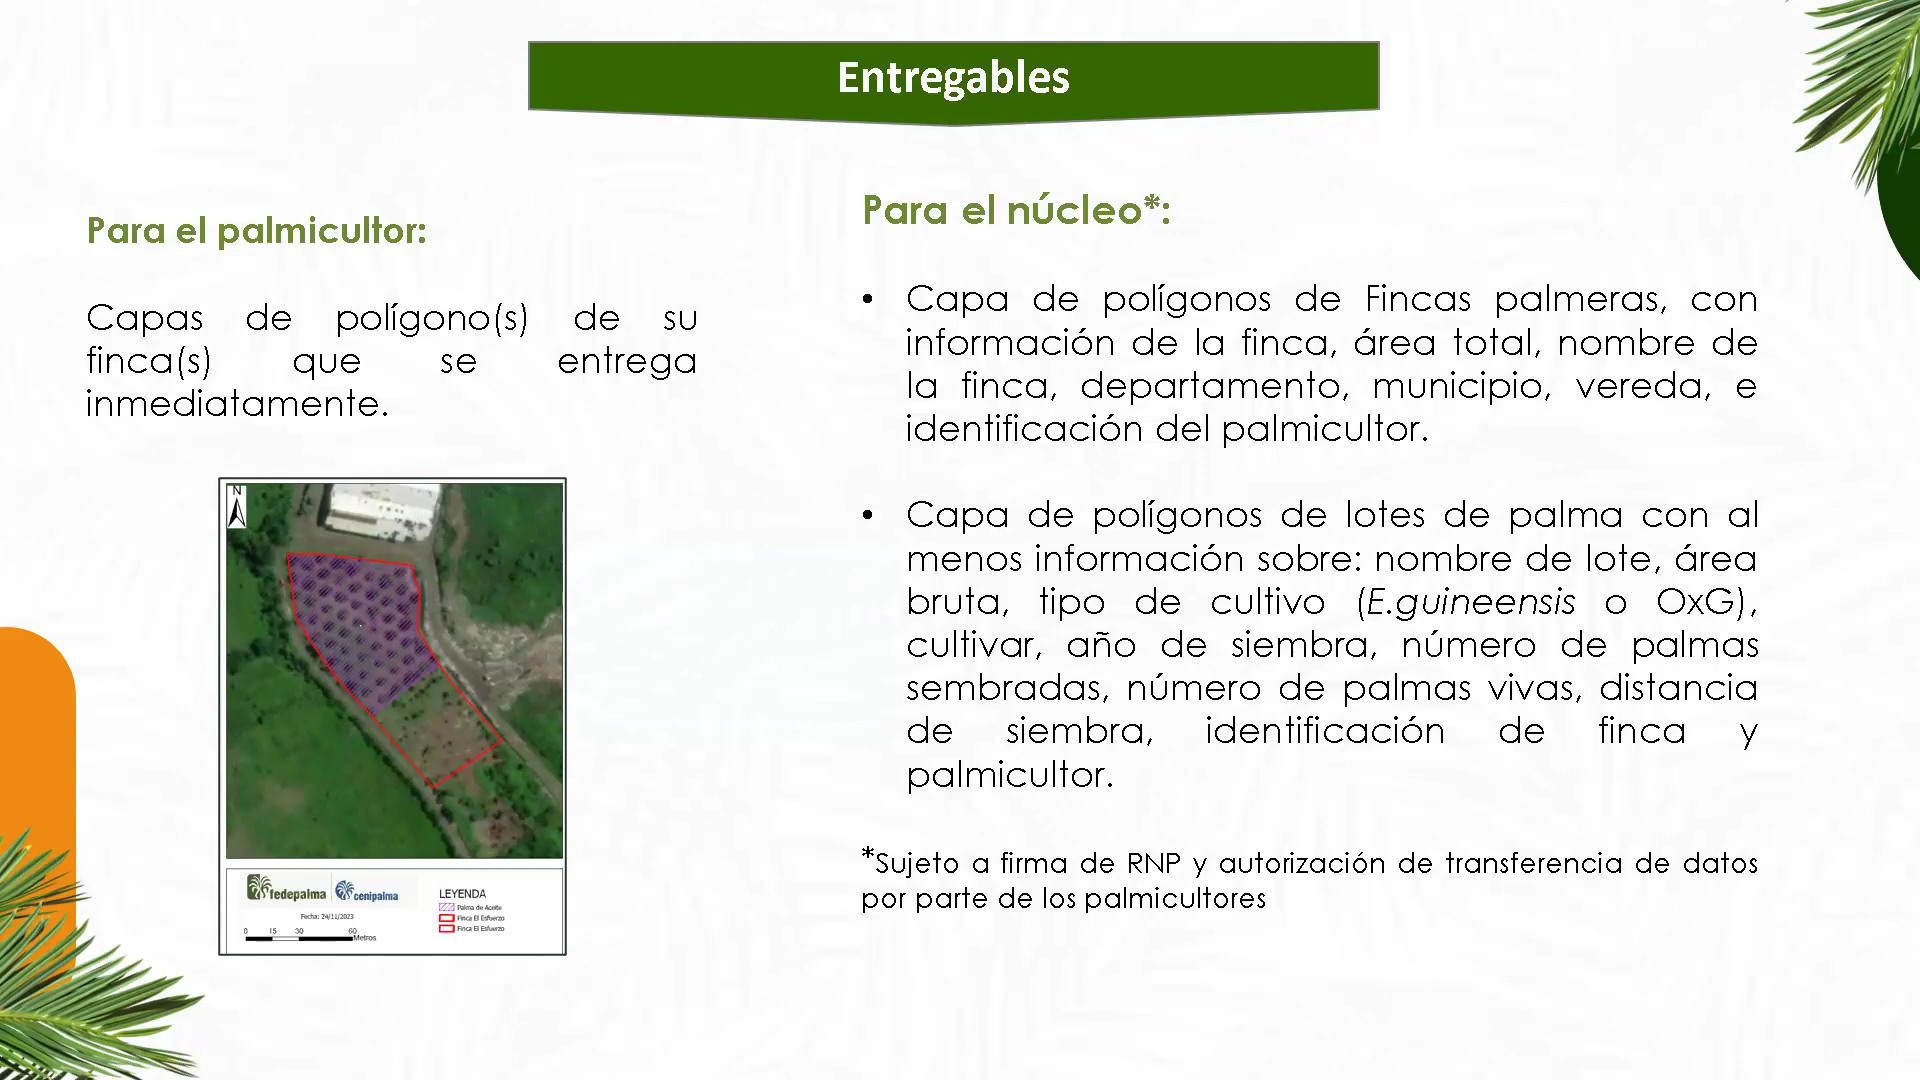 Entregables
Para el palmicultor:
Capas de polígono(s) de su
finca(s) que se entrega
inmediatamente.
N
fedepalma
cenipalma
Fecha: 24/11/2023
0 15 30 60
Metros
LEYENDA
Palma de Aceite
Finca El Esfuerzo
Finca El Esfuerzo
Para el núcleo*:
• Capa de polígonos de Fincas palmeras, con
información de la finca, área total, nombre de
la finca, departamento, municipio, vereda, e
identificación del palmicultor.
• Capa de polígonos de lotes de palma con al
menos información sobre: nombre de lote, área
bruta, tipo de cultivo (E.guineensis o OxG),
cultivar, año de siembra, número de palmas
sembradas, número de palmas vivas, distancia
de siembra, identificación de finca y
palmicultor.
*Sujeto a firma de RNP y autorización de transferencia de datos
por parte de los palmicultores